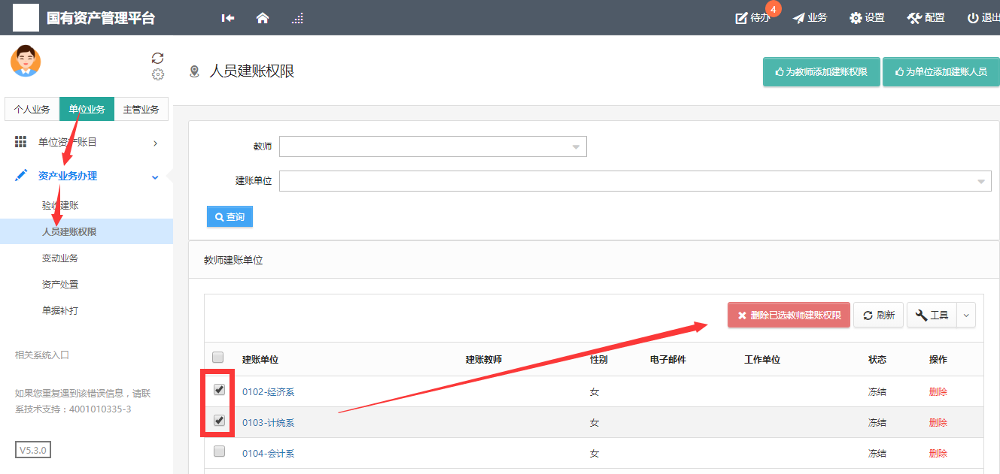 国有资产管理平台
待办
4
业务
设置
配置
退出
人员建账权限
为教师添加建账权限
为单位添加建账人员
个人业务
单位业务
主管业务
单位资产账目
资产业务办理
验收建账
人员建账权限
变动业务
资产处置
单据补打
相关系统入口
如果您重复遇到该错误信息，请联
系技术支持：4001010335-3
V5.3.0
教师
建账单位
查询
教师建账单位
删除已选教师建账权限
刷新
工具
建账单位 建账教师 性别 电子邮件 工作单位 状态 操作
0102-经济系 女 冻结 删除
0103-计统系 女 冻结 删除
0104-会计系 女 冻结 删除